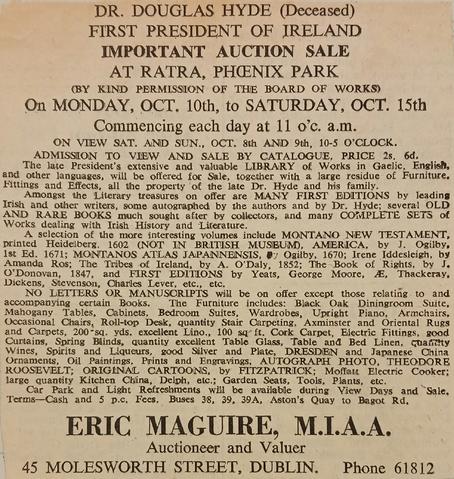 DR. DOUGLAS HYDE (Deceased)
FIRST PRESIDENT OF IRELAND
IMPORTANT AUCTION SALE
AT RATRA, PHŒNIX PARK
(BY KIND PERMISSION OF THE BOARD OF WORKS)
On MONDAY, OCT. 10th, to SATURDAY, OCT. 15th
Commencing each day at 11 o'c. a.m.
ON VIEW SAT. AND SUN., OCT. 8th AND 9th, 10-5 O'CLOCK.
ADMISSION TO VIEW AND SALE BY CATALOGUE, PRICE 2s. 6d.
The late President's extensive and valuable LIBRARY of Works in Gaelic, English,
and other languages, will be offered for Sale, together with a large residue of Furniture,
Fittings and Effects, all the property of the late Dr. Hyde and his family.
Amongst the Literary treasures on offer are MANY FIRST EDITIONS by leading
Irish and other writers, some autographed by the authors and by Dr. Hyde; several OLD
AND RARE BOOKS much sought after by collectors, and many COMPLETE SETS of
Works dealing with Irish History and Literature.
A selection of the more interesting volumes include MONTANO NEW TESTAMENT,
printed Heidelberg, 1602 (NOT IN BRITISH MUSEUM), AMERICA, by J. Ogilby,
1st Ed. 1671; MONTANOS ATLAS JAPANNENSIS, by Ogilby, 1670; Irene Iddesleigh, by
Amanda Ros; The Tribes of Ireland, by A. O'Daly, 1852; The Book of Rights, by J.
O'Donovan, 1847, and FIRST EDITIONS by Yeats, George Moore, Æ, Thackeray,
Dickens, Stevenson, Charles Lever, etc., etc.
NO LETTERS OR MANUSCRIPTS will be on offer except those relating to and
accompanying certain Books. The Furniture includes: Black Oak Diningroom Suite,
Mahogany Tables, Cabinets, Bedroom Suites, Wardrobes, Upright Piano, Armchairs,
Occasional Chairs, Roll-top Desk, quantity Stair Carpeting, Axminster and Oriental Rugs
and Carpets, 200 sq. yds. excellent Lino., 100 sq ft. Cork Carpet, Electric Fittings, good
Curtains, Spring Blinds, quantity excellent Table Glass, Table and Bed Linen, quantity
Wines, Spirits and Liqueurs, good Silver and Plate, DRESDEN and Japanese China
Ornaments, Oil Paintings, Prints and Engravings, AUTOGRAPH PHOTO, THEODORE
ROOSEVELT; ORIGINAL CARTOONS, by FITZPATRICK; Moffatt Electric Cooker;
large quantity Kitchen China, Delph, etc.; Garden Seats, Tools, Plants, etc.
Car Park and Light Refreshments will be available during View Days and Sale.
Terms—Cash and 5 p.c. Fees. Buses 38, 39, 39A, Aston's Quay to Bagot Rd.
ERIC MAGUIRE, M.I.A.A.
Auctioneer and Valuer
45 MOLESWORTH STREET, DUBLIN. Phone 61812